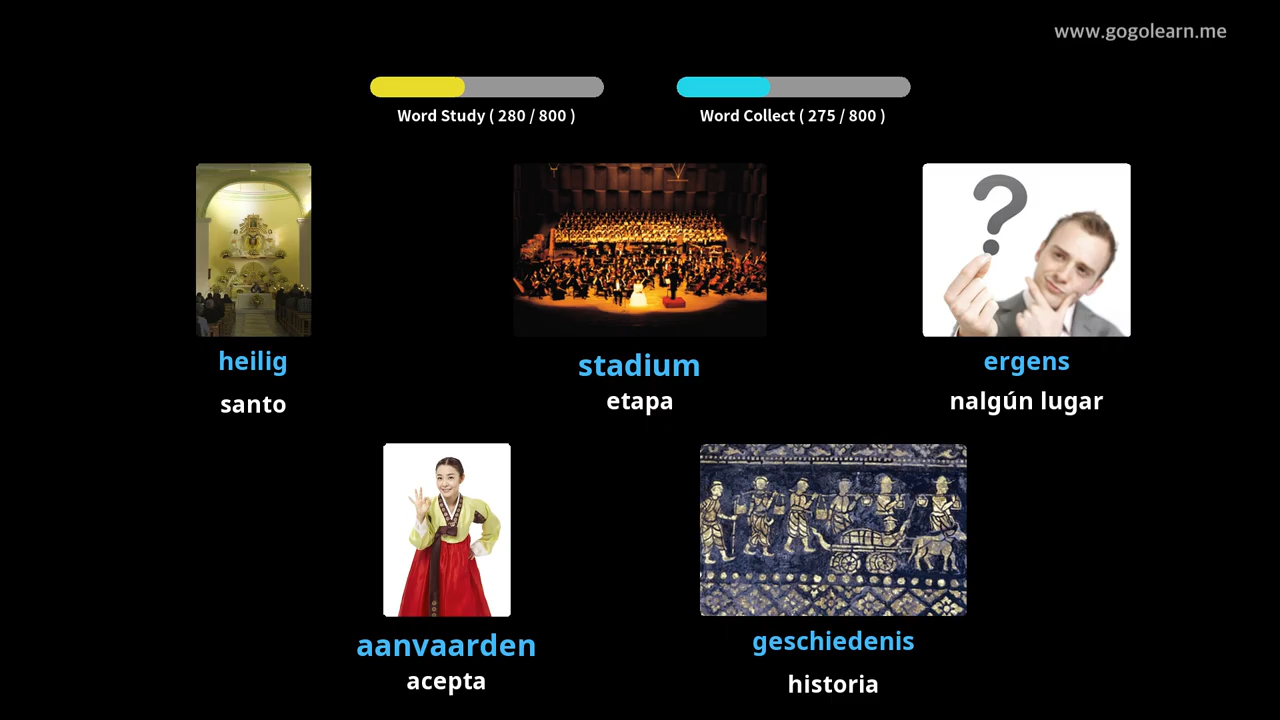 www.gogolearn.me
Word Study ( 280 / 800 )
Word Collect ( 275 / 800 )
heilig
santo
stadium
etapa
ergens
nalgún lugar
aanvaarden
acepta
geschiedenis
historia